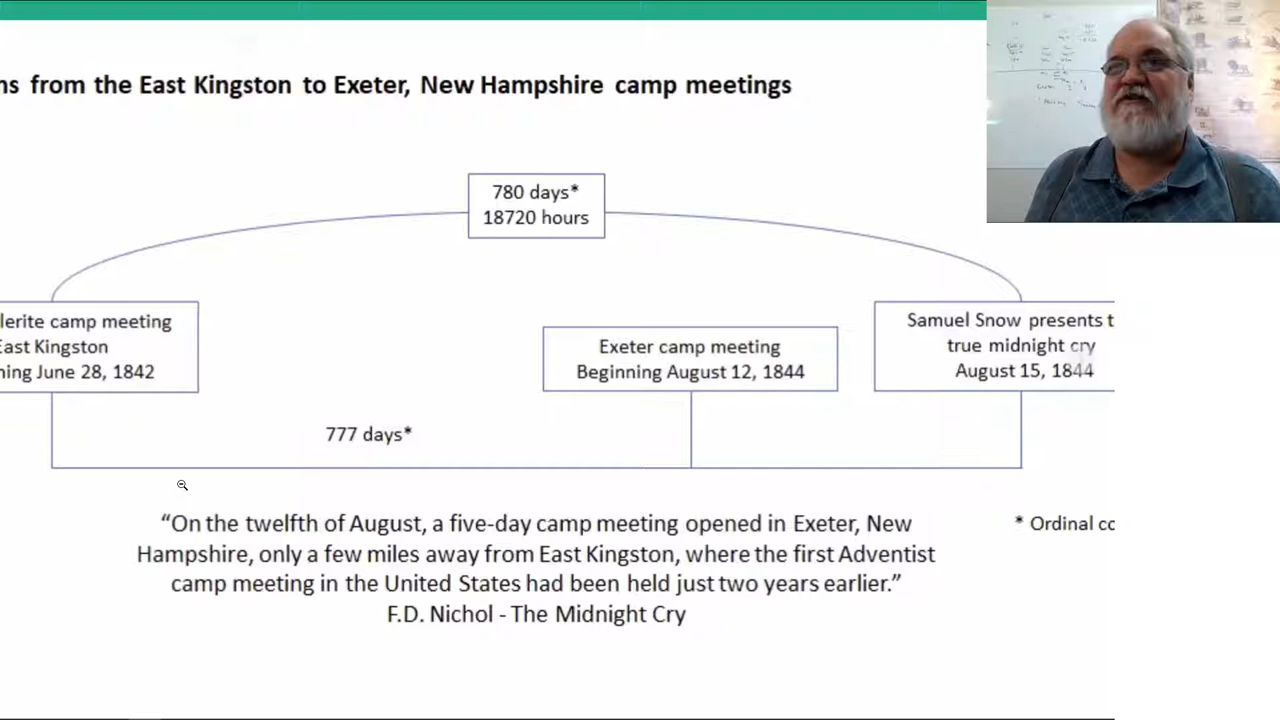 ns from the East Kingston to Exeter, New Hampshire camp meetings
780 days*
18720 hours
lerite camp meeting
East Kingston
ning June 28, 1842
Exeter camp meeting
Beginning August 12, 1844
Samuel Snow presents t
true midnight cry
August 15, 1844
777 days*
“On the twelfth of August, a five-day camp meeting opened in Exeter, New
Hampshire, only a few miles away from East Kingston, where the first Adventist
camp meeting in the United States had been held just two years earlier.”
F.D. Nichol - The Midnight Cry
* Ordinal co